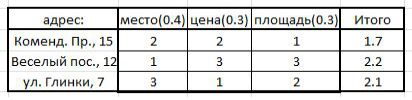 адрес: место(0.4) цена(0.3) площадь(0.3) Итого
Коменд. Пр., 15 2 2 1 1.7
Веселый пос., 12 1 3 3 2.2
ул. Глинки, 7 3 1 2 2.1